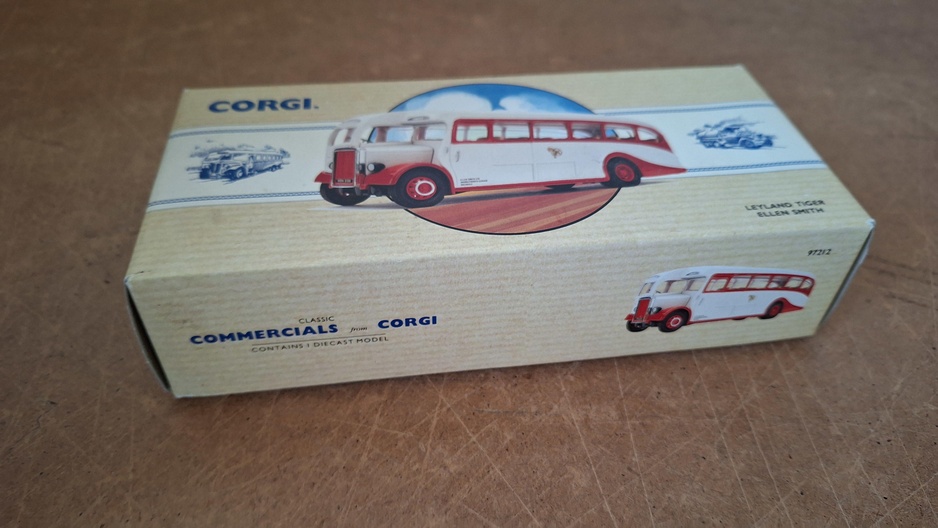 CORGI.
LEYLAND TIGER
ELLEN SMITH
97212
CLASSIC
COMMERCIALS from CORGI
CONTAINS 1 DIECAST MODEL